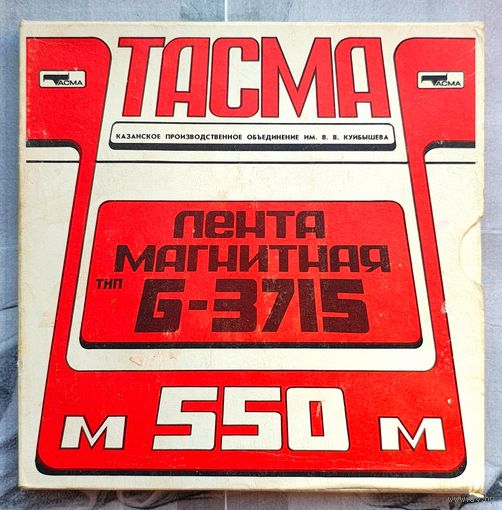 ТАСМА
ТАСМА ТАСМА
КАЗАНСКОЕ ПРОИЗВОДСТВЕННОЕ ОБЪЕДИНЕНИЕ ИМ. В. В. КУЙБЫШЕВА
ЛЕНТА
МАГНИТНАЯ
ТИП Б-3715
М 550 М